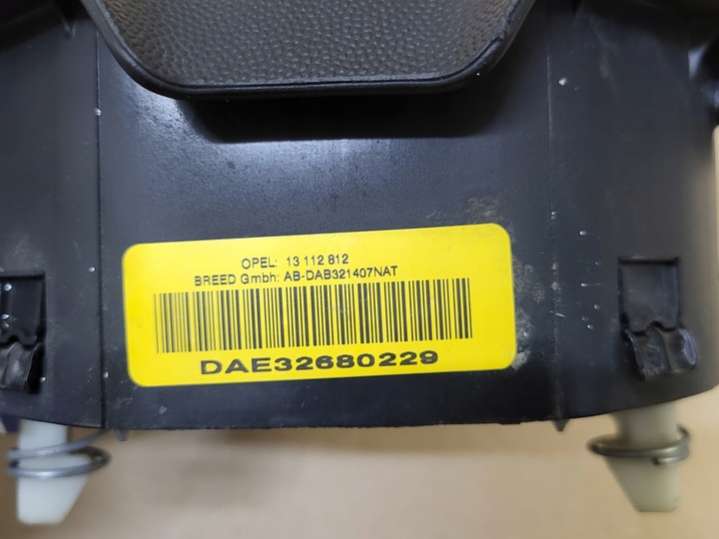 OPEL: 13 112 812
BREED Gmbh: AB-DAB321407NAT
DAE32680229